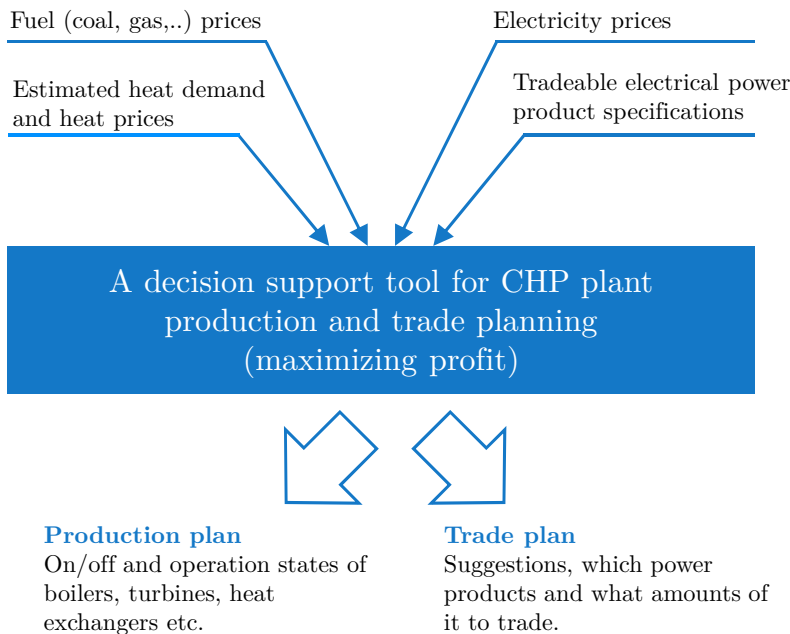 Fuel (coal, gas,..) prices
Electricity prices
Estimated heat demand
and heat prices
Tradeable electrical power
product specifications
A decision support tool for CHP plant
production and trade planning
(maximizing profit)
Production plan
On/off and operation states of
boilers, turbines, heat
exchangers etc.
Trade plan
Suggestions, which power
products and what amounts of
it to trade.